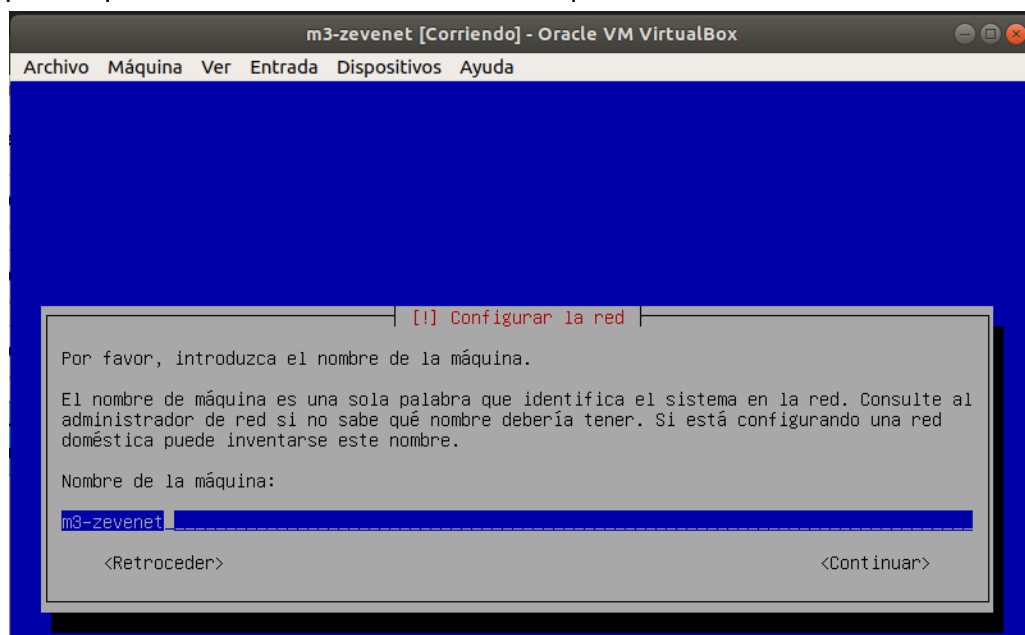 m3-zevenet [Corriendo] - Oracle VM VirtualBox
Archivo Máquina Ver Entrada Dispositivos Ayuda
[!] Configurar la red
Por favor, introduzca el nombre de la máquina.
El nombre de máquina es una sola palabra que identifica el sistema en la red. Consulte al
administrador de red si no sabe qué nombre debería tener. Si está configurando una red
doméstica puede inventarse este nombre.
Nombre de la máquina:
m3-zevenet
<Retroceder> <Continuar>